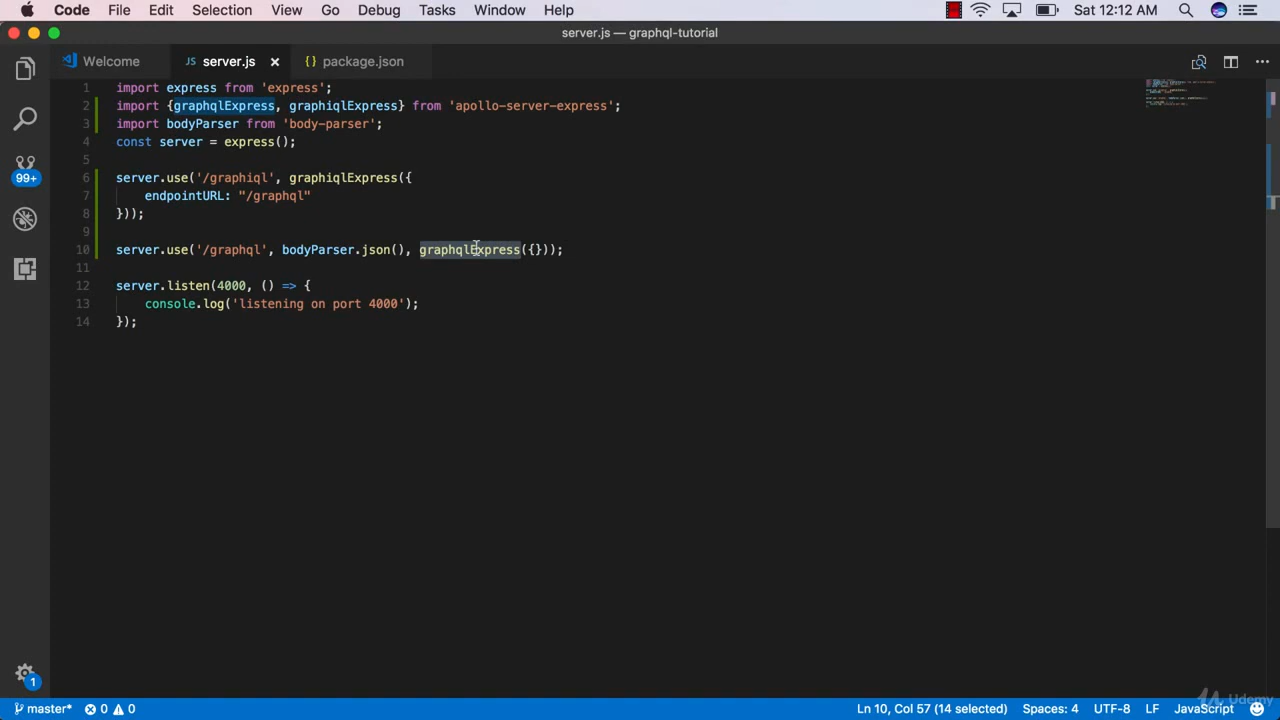 Code File Edit Selection View Go Debug Tasks Window Help Sat 12:12 AM
server.js — graphql-tutorial
Welcome JS server.js { } package.json
1 import express from 'express';
2 import {graphqlExpress, graphiqlExpress} from 'apollo-server-express';
3 import bodyParser from 'body-parser';
4 const server = express();
5
6 server.use('/graphiql', graphiqlExpress({
7 endpointURL: "/graphql"
8 }));
9
10 server.use('/graphql', bodyParser.json(), graphqlExpress({}));
11
12 server.listen(4000, () => {
13 console.log('listening on port 4000');
14 });
99+
1
Udemy
master* 0 0 Ln 10, Col 57 (14 selected) Spaces: 4 UTF-8 LF JavaScript